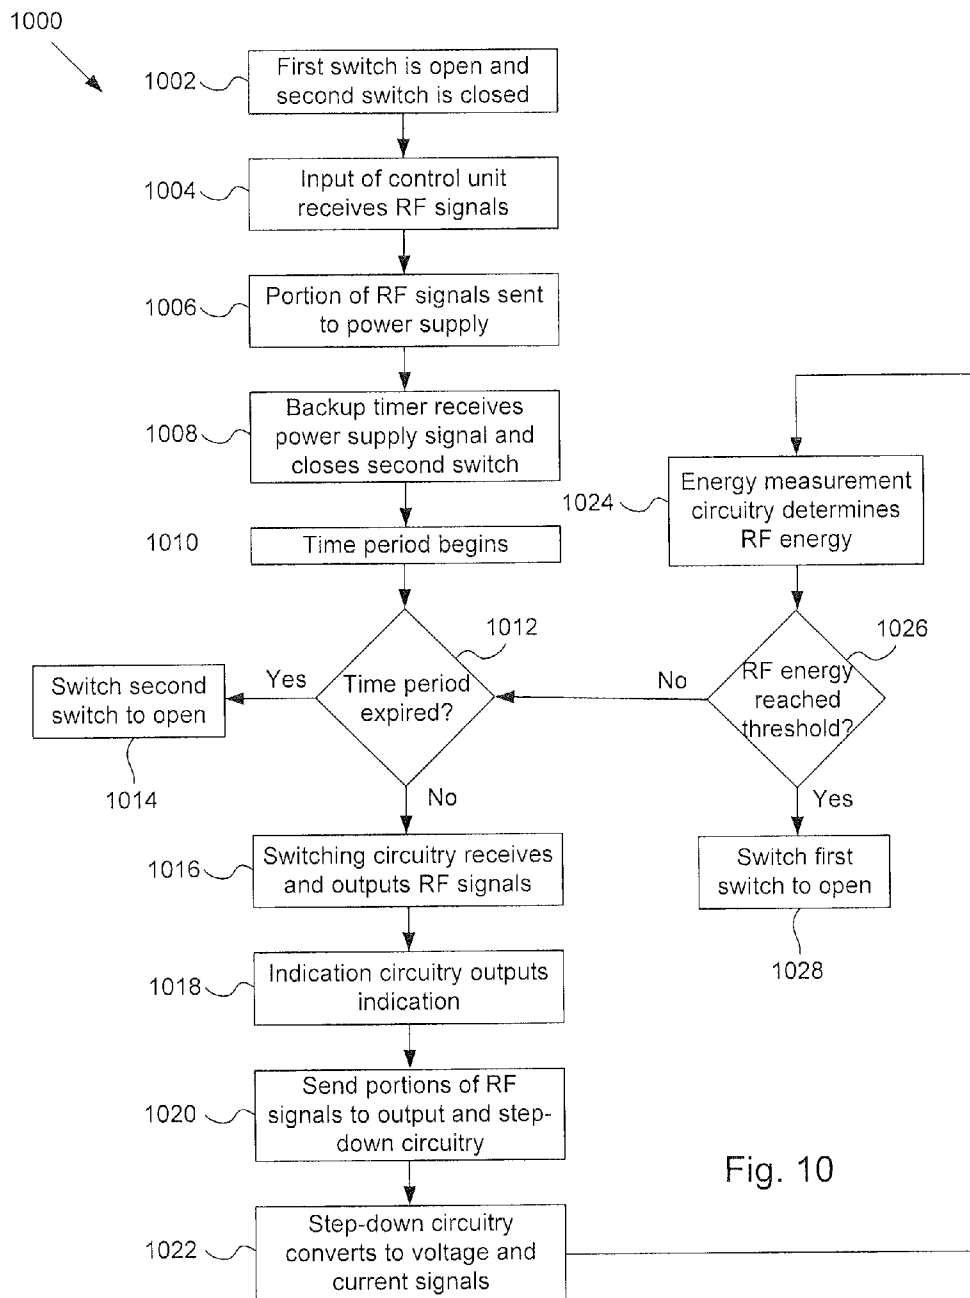 1000
1002
First switch is open and
second switch is closed
1004
Input of control unit
receives RF signals
1006
Portion of RF signals sent
to power supply
1008
Backup timer receives
power supply signal and
closes second switch
1010
Time period begins
1012
Time period
expired?
Yes
Switch second
switch to open
1014
No
1016
Switching circuitry receives
and outputs RF signals
1018
Indication circuitry outputs
indication
1020
Send portions of RF
signals to output and step-
down circuitry
1022
Step-down circuitry
converts to voltage and
current signals
1024
Energy measurement
circuitry determines
RF energy
1026
RF energy
reached
threshold?
No
Yes
Switch first
switch to open
1028
Fig. 10